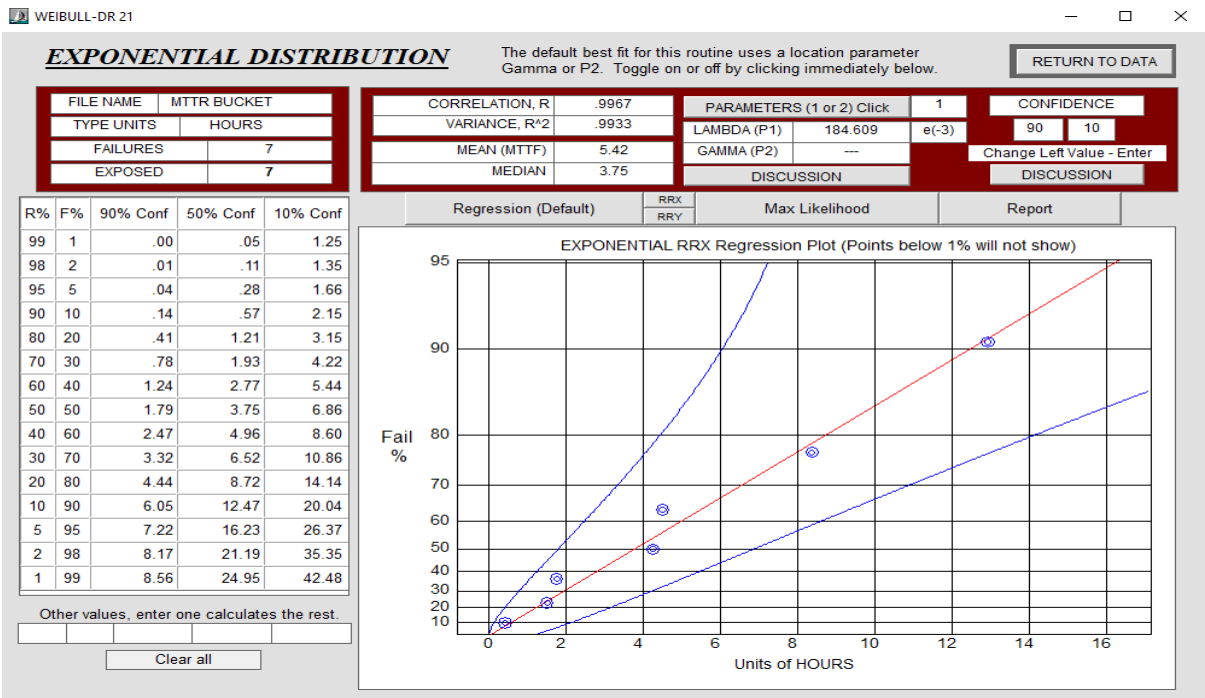 WEIBULL-DR 21
EXPONENTIAL DISTRIBUTION
The default best fit for this routine uses a location parameter
Gamma or P2. Toggle on or off by clicking immediately below.
RETURN TO DATA
FILE NAME MTTR BUCKET
TYPE UNITS HOURS
FAILURES 7
EXPOSED 7
CORRELATION, R .9967
VARIANCE, R^2 .9933
MEAN (MTTF) 5.42
MEDIAN 3.75
PARAMETERS (1 or 2) Click 1
LAMBDA (P1) 184.609 e(-3)
GAMMA (P2) ---
DISCUSSION
CONFIDENCE
90 10
Change Left Value - Enter
DISCUSSION
R% F% 90% Conf 50% Conf 10% Conf
99 1 .00 .05 1.25
98 2 .01 .11 1.35
95 5 .04 .28 1.66
90 10 .14 .57 2.15
80 20 .41 1.21 3.15
70 30 .78 1.93 4.22
60 40 1.24 2.77 5.44
50 50 1.79 3.75 6.86
40 60 2.47 4.96 8.60
30 70 3.32 6.52 10.86
20 80 4.44 8.72 14.14
10 90 6.05 12.47 20.04
5 95 7.22 16.23 26.37
2 98 8.17 21.19 35.35
1 99 8.56 24.95 42.48
Other values, enter one calculates the rest.
Clear all
Regression (Default)
RRX
RRY
Max Likelihood
Report
EXPONENTIAL RRX Regression Plot (Points below 1% will not show)
95
90
80
70
60
50
40
30
20
10
Fail
%
0 2 4 6 8 10 12 14 16
Units of HOURS